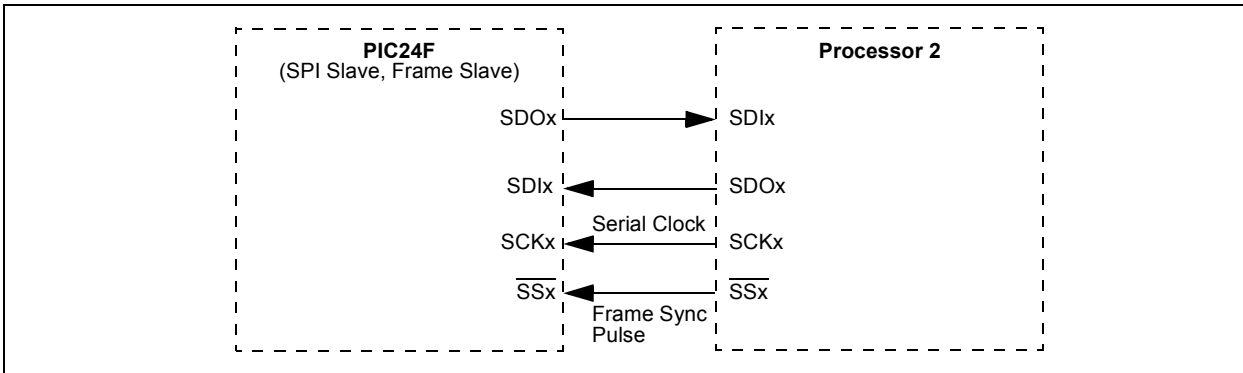 PIC24F
(SPI Slave, Frame Slave)
Processor 2
SDOx
SDIx
SDIx
SDOx
Serial Clock
SCKx
SCKx
SSx
SSx
Frame Sync
Pulse